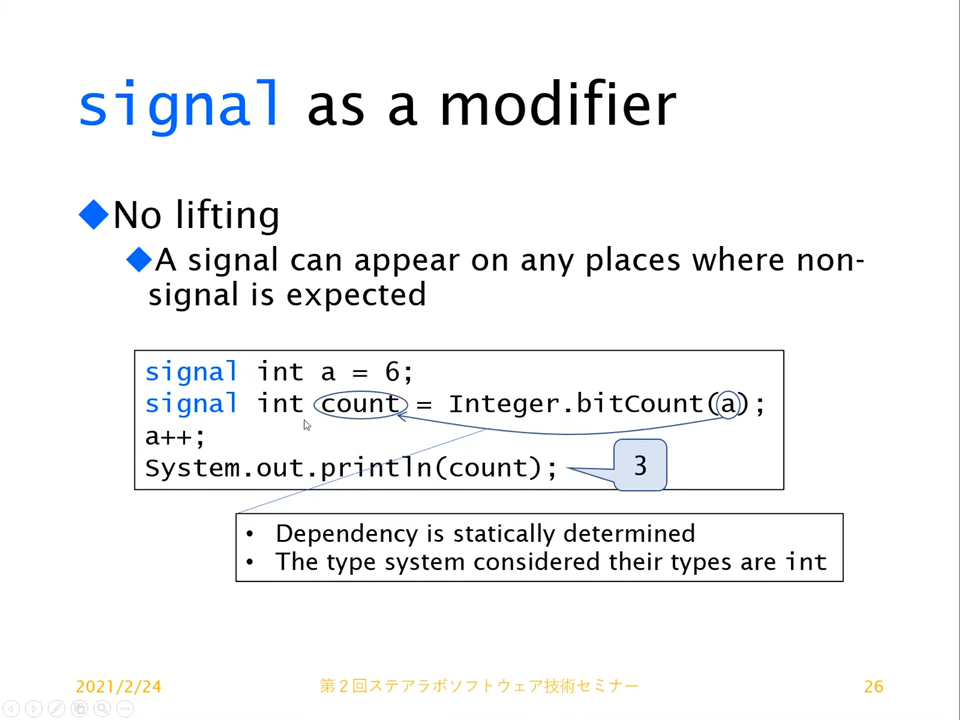 signal as a modifier
◆No lifting
◆A signal can appear on any places where non-
signal is expected
signal int a = 6;
signal int count = Integer.bitCount(a);
a++;
System.out.println(count);
3
• Dependency is statically determined
• The type system considered their types are int
2021/2/24
第２回ステアラボソフトウェア技術セミナー
26